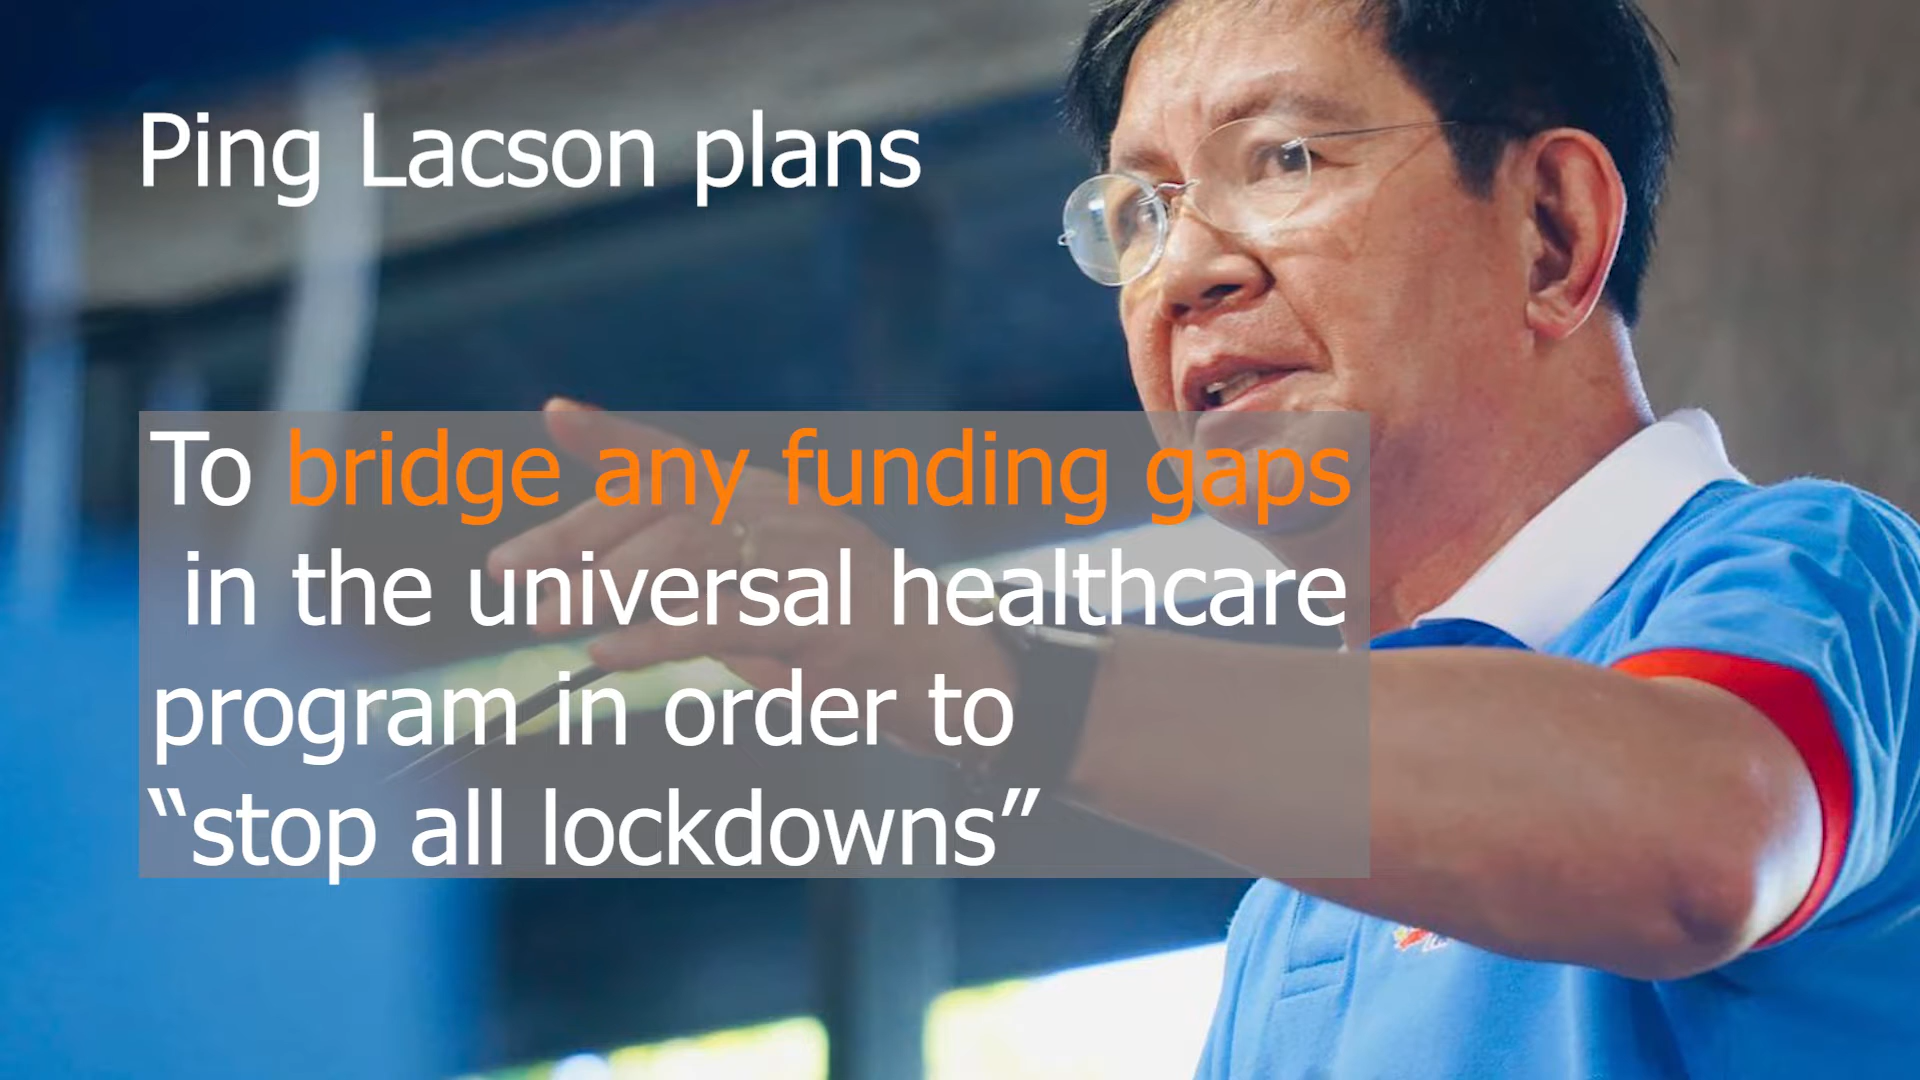 Ping Lacson plans
To bridge any funding gaps
in the universal healthcare
program in order to
“stop all lockdowns”